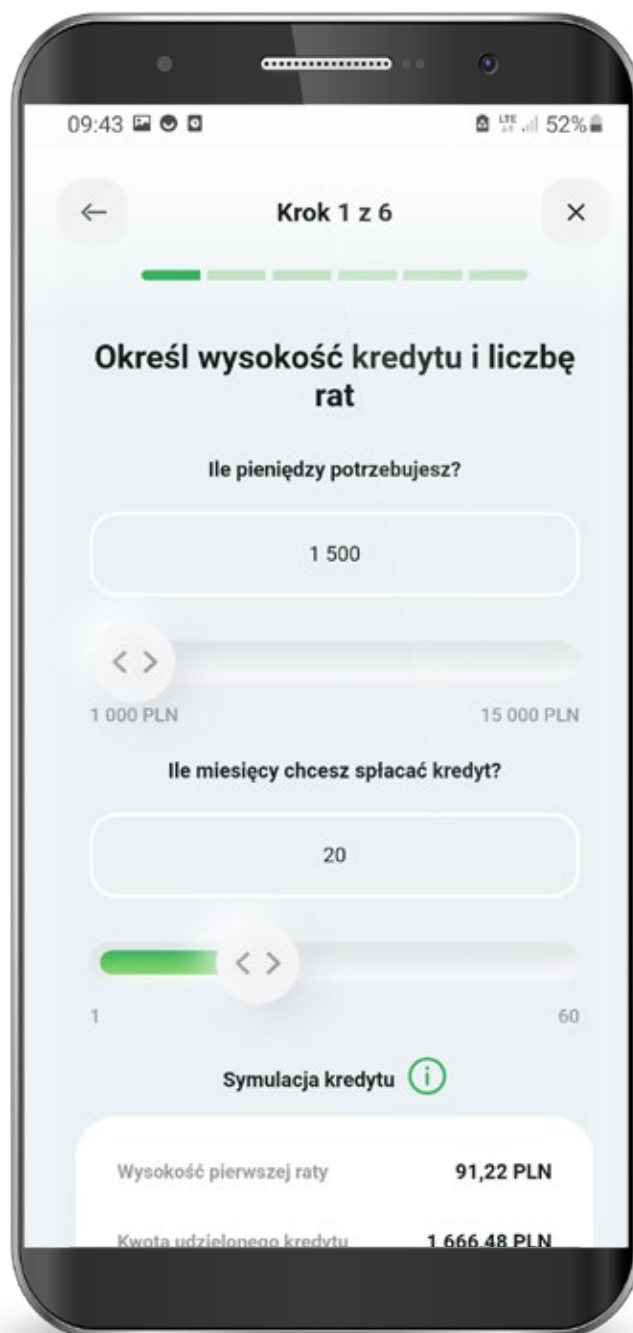 09:43 LTE 52%
Krok 1 z 6
Określ wysokość kredytu i liczbę
rat
Ile pieniędzy potrzebujesz?
1 500
1 000 PLN 15 000 PLN
Ile miesięcy chcesz spłacać kredyt?
20
1 60
Symulacja kredytu
Wysokość pierwszej raty 91,22 PLN
Kwota udzielonego kredytu 1 666,48 PLN